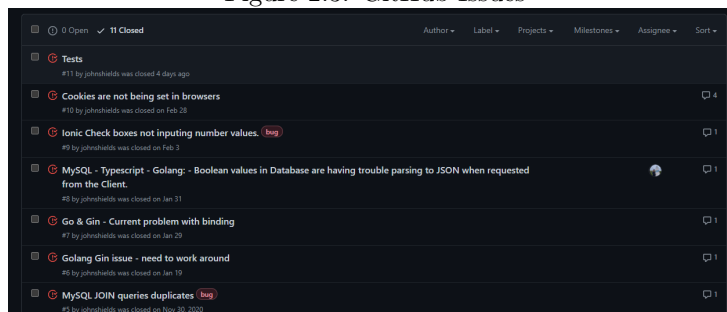 Figure 2.8: GitHub Issues
0 Open 11 Closed Author Label Projects Milestones Assignee Sort
Tests
#11 by johnshields was closed 4 days ago
Cookies are not being set in browsers 4
#10 by johnshields was closed on Feb 28
Ionic Check boxes not inputing number values. bug 1
#9 by johnshields was closed on Feb 3
MySQL - Typescript - Golang: - Boolean values in Database are having trouble parsing to JSON when requested 1
from the Client.
#8 by johnshields was closed on Jan 31
Go & Gin - Current problem with binding 1
#7 by johnshields was closed on Jan 29
Golang Gin issue - need to work around 1
#6 by johnshields was closed on Jan 19
MySQL JOIN queries duplicates bug 1
#5 by johnshields was closed on Nov 30, 2020